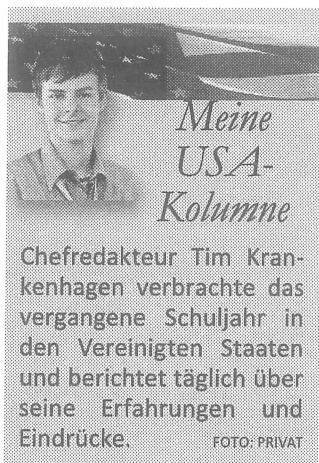 Meine
USA-
Kolumne
Chefredakteur Tim Kran-
kenhagen verbrachte das
vergangene Schuljahr in
den Vereinigten Staaten
und berichtet täglich über
seine Erfahrungen und
Eindrücke. FOTO: PRIVAT